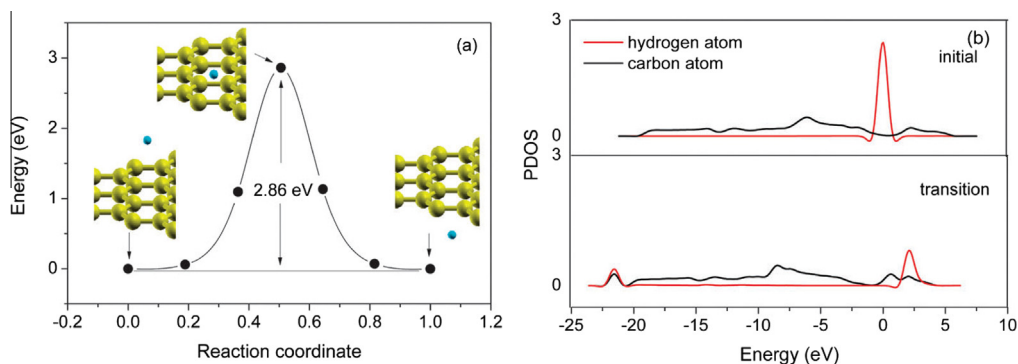 (a)
Energy (eV)
3
2
1
0
2.86 eV
-0.2 0.0 0.2 0.4 0.6 0.8 1.0 1.2
Reaction coordinate
(b)
hydrogen atom
carbon atom
initial
3
0
3
transition
0
PDOS
-25 -20 -15 -10 -5 0 5 10
Energy (eV)